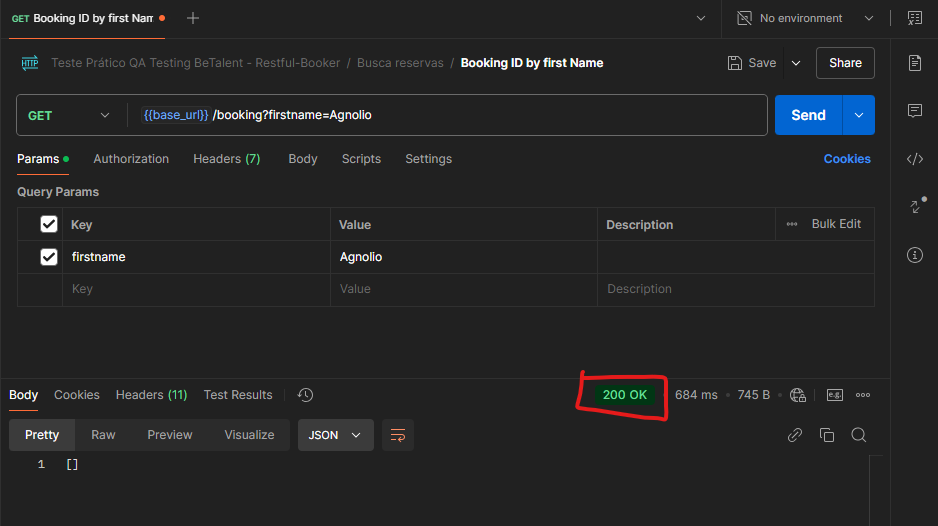 GET Booking ID by first Nam
No environment
HTTP Teste Prático QA Testing BeTalent - Restful-Booker / Busca reservas / Booking ID by first Name
Save
Share
GET
{{base_url}} /booking?firstname=Agnolio
Send
Params Authorization Headers (7) Body Scripts Settings
Cookies
Query Params
Key Value Description
Bulk Edit
firstname Agnolio
Key Value Description
Body Cookies Headers (11) Test Results
200 OK 684 ms 745 B
e.g.
Pretty Raw Preview Visualize JSON
1 []